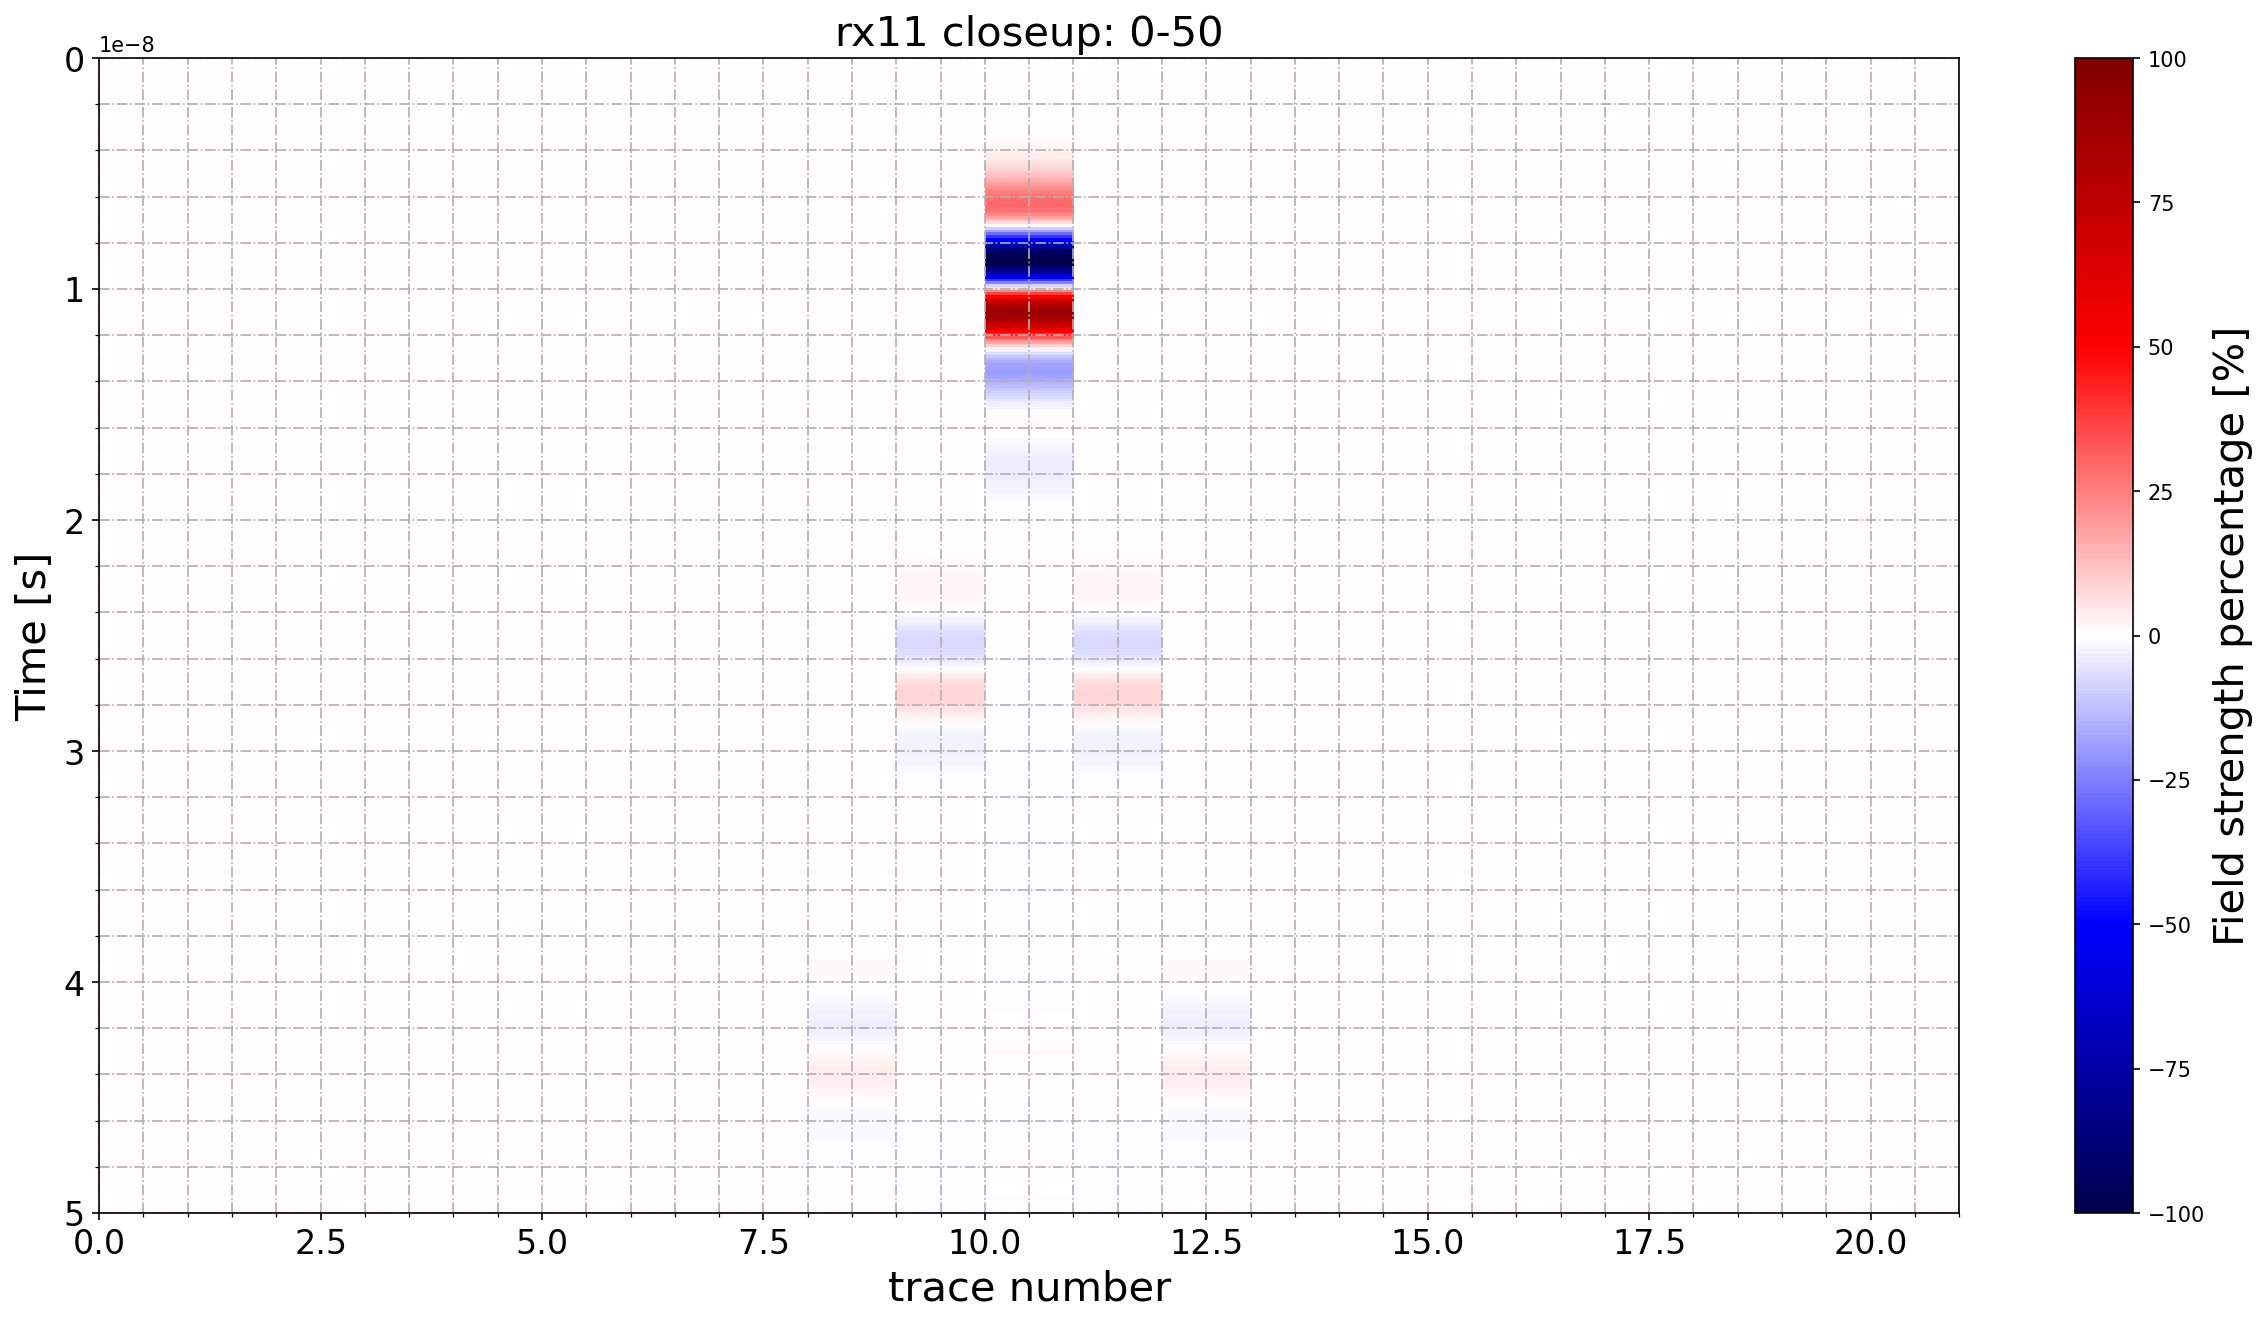 rx11 closeup: 0-50
1e−8
0
1
2
3
4
5
Time [s]
0.0 2.5 5.0 7.5 10.0 12.5 15.0 17.5 20.0
trace number
100
75
50
25
0
−25
−50
−75
−100
Field strength percentage [%]